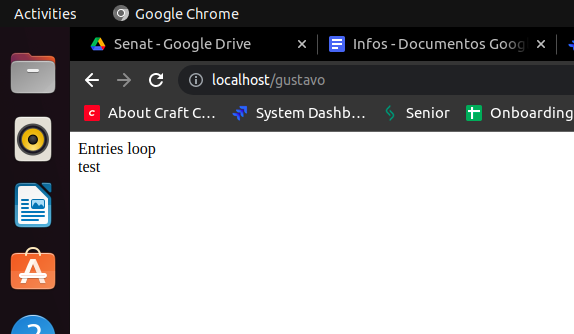 Activities
Google Chrome
Senat - Google Drive
Infos - Documentos Goog
localhost/gustavo
About Craft C...
System Dashb...
Senior
Onboarding
Entries loop
test